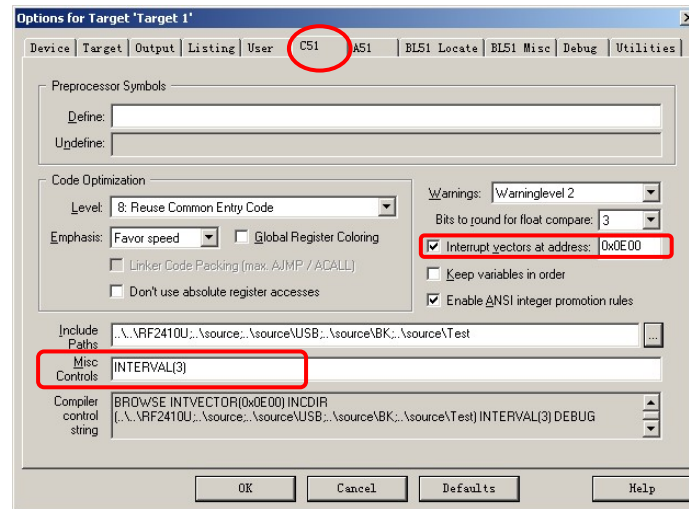 Options for Target 'Target 1'
Device | Target | Output | Listing | User | C51 | A51 | BL51 Locate | BL51 Misc | Debug | Utilities |
Preprocessor Symbols
Define:
Undefine:
Code Optimization
Level: 8: Reuse Common Entry Code
Emphasis: Favor speed Global Register Coloring
Linker Code Packing (max. AJMP / ACALL)
Don't use absolute register accesses
Warnings: Warninglevel 2
Bits to round for float compare: 3
Interrupt vectors at address: 0x0E00
Keep variables in order
Enable ANSI integer promotion rules
Include Paths ..\..\RF2410U;..\source;..\source\USB;..\source\BK;..\source\Test ...
Misc Controls INTERVAL(3)
Compiler control string BROWSE INTVECTOR(0x0E00) INCDIR
(..\..\RF2410U;..\source;..\source\USB;..\source\BK;..\source\Test) INTERVAL(3) DEBUG
OK Cancel Defaults Help